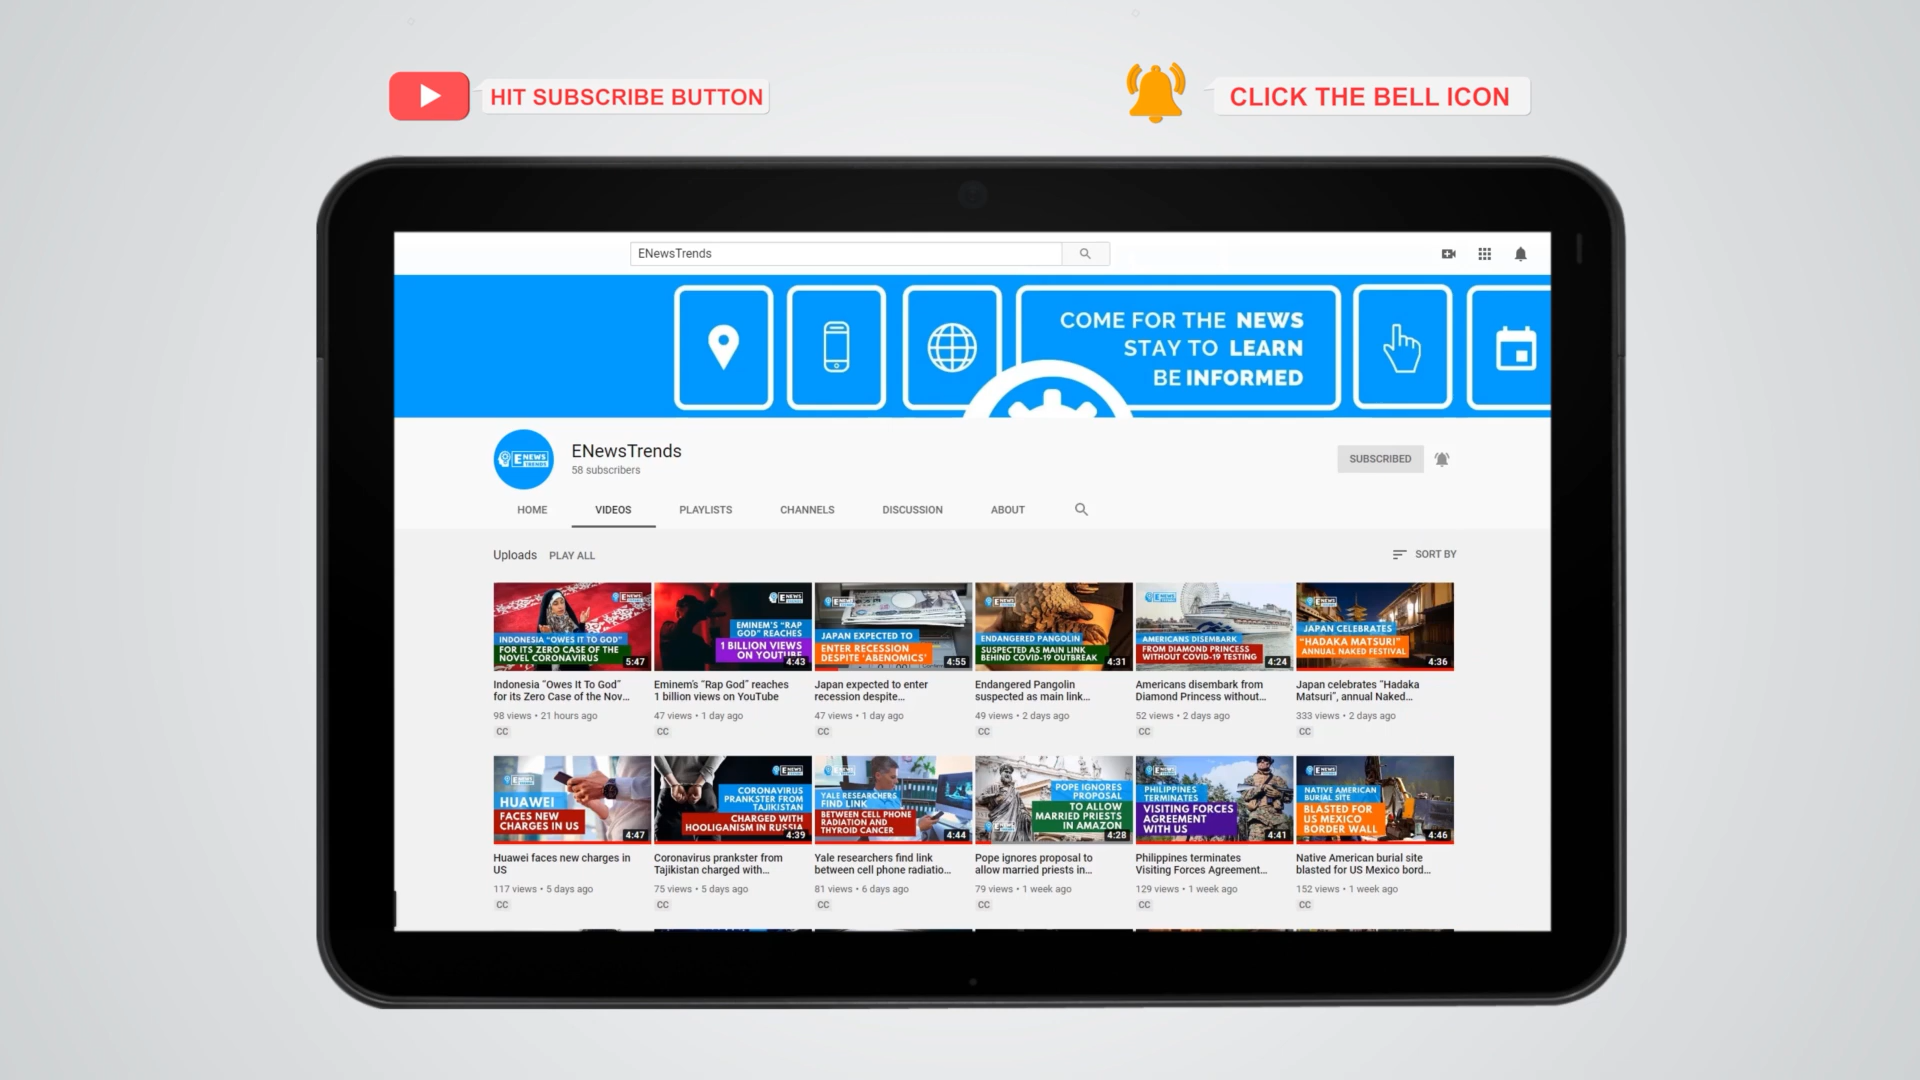 HIT SUBSCRIBE BUTTON
CLICK THE BELL ICON
ENewsTrends
COME FOR THE NEWS
STAY TO LEARN
BE INFORMED
E NEWS
TRENDS
ENewsTrends
58 subscribers
SUBSCRIBED
HOME VIDEOS PLAYLISTS CHANNELS DISCUSSION ABOUT
Uploads PLAY ALL
SORT BY
INDONESIA "OWES IT TO GOD"
FOR ITS ZERO CASE OF THE
NOVEL CORONAVIRUS
5:47
EMINEM'S "RAP
GOD" REACHES
1 BILLION VIEWS
ON YOUTUBE
4:43
JAPAN EXPECTED TO
ENTER RECESSION
DESPITE 'ABENOMICS'
4:55
ENDANGERED PANGOLIN
SUSPECTED AS MAIN LINK
BEHIND COVID-19 OUTBREAK
4:31
AMERICANS DISEMBARK
FROM DIAMOND PRINCESS
WITHOUT COVID-19 TESTING
4:24
JAPAN CELEBRATES
"HADAKA MATSURI"
ANNUAL NAKED FESTIVAL
4:36
Indonesia "Owes It To God"
for its Zero Case of the Nov...
98 views • 21 hours ago
CC
Eminem's "Rap God" reaches
1 billion views on YouTube
47 views • 1 day ago
CC
Japan expected to enter
recession despite...
47 views • 1 day ago
CC
Endangered Pangolin
suspected as main link...
49 views • 2 days ago
CC
Americans disembark from
Diamond Princess without...
52 views • 2 days ago
CC
Japan celebrates "Hadaka
Matsuri", annual Naked...
333 views • 2 days ago
CC
HUAWEI
FACES NEW
CHARGES IN US
4:47
CORONAVIRUS
PRANKSTER FROM
TAJIKISTAN
CHARGED WITH
HOOLIGANISM IN RUSSIA
4:39
YALE RESEARCHERS
FIND LINK
BETWEEN CELL PHONE
RADIATION AND
THYROID CANCER
4:44
POPE IGNORES
PROPOSAL
TO ALLOW
MARRIED PRIESTS
IN AMAZON
4:28
PHILIPPINES
TERMINATES
VISITING FORCES
AGREEMENT
WITH US
4:41
NATIVE AMERICAN
BURIAL SITE
BLASTED FOR
US MEXICO
BORDER WALL
4:46
Huawei faces new charges in
US
117 views • 5 days ago
CC
Coronavirus prankster from
Tajikistan charged with...
75 views • 5 days ago
CC
Yale researchers find link
between cell phone radiatio...
81 views • 6 days ago
CC
Pope ignores proposal to
allow married priests in...
79 views • 1 week ago
CC
Philippines terminates
Visiting Forces Agreement...
129 views • 1 week ago
CC
Native American burial site
blasted for US Mexico bord...
152 views • 1 week ago
CC